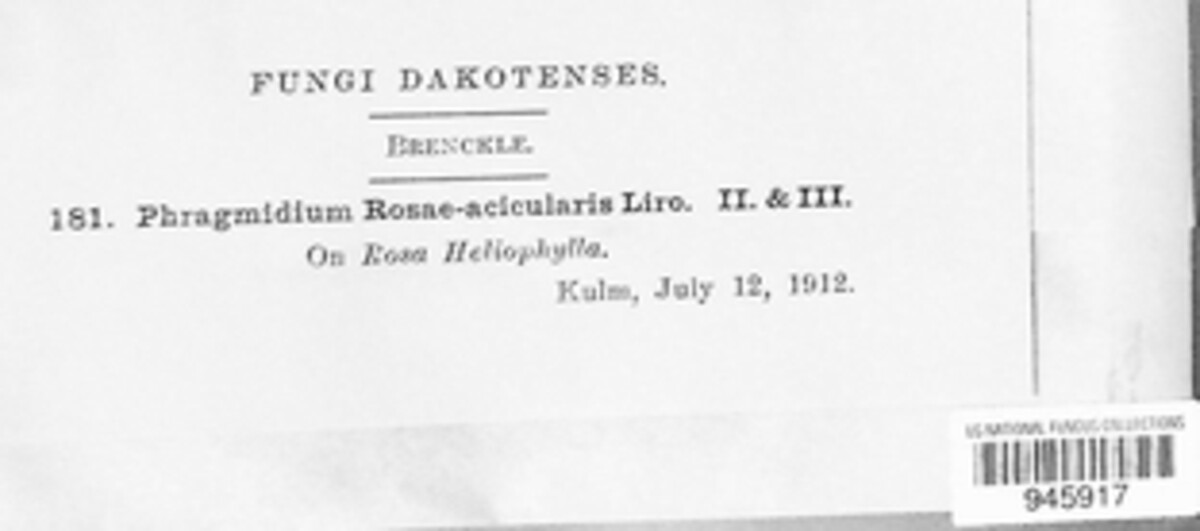 FUNGI DAKOTENSES.
BRENCKLE.
181. Phragmidium Rosae-acicularis Liro. II. & III.
On Rosa Heliophylla.
Kulm, July 12, 1912.
US NATIONAL FUNGUS COLLECTIONS
945917